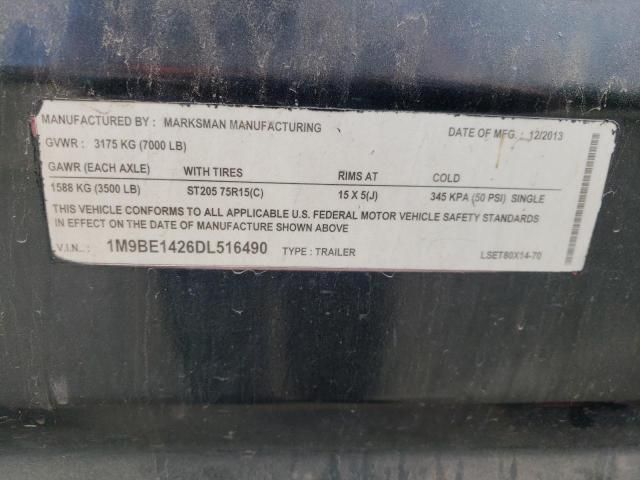 MANUFACTURED BY: MARKSMAN MANUFACTURING DATE OF MFG.: 12/2013
GVWR: 3175 KG (7000 LB)
GAWR (EACH AXLE) WITH TIRES RIMS AT COLD
1588 KG (3500 LB) ST205 75R15(C) 15 X 5(J) 345 KPA (50 PSI) SINGLE
THIS VEHICLE CONFORMS TO ALL APPLICABLE U.S. FEDERAL MOTOR VEHICLE SAFETY STANDARDS
IN EFFECT ON THE DATE OF MANUFACTURE SHOWN ABOVE
V.I.N.: 1M9BE1426DL516490 TYPE: TRAILER LSET80X14-70